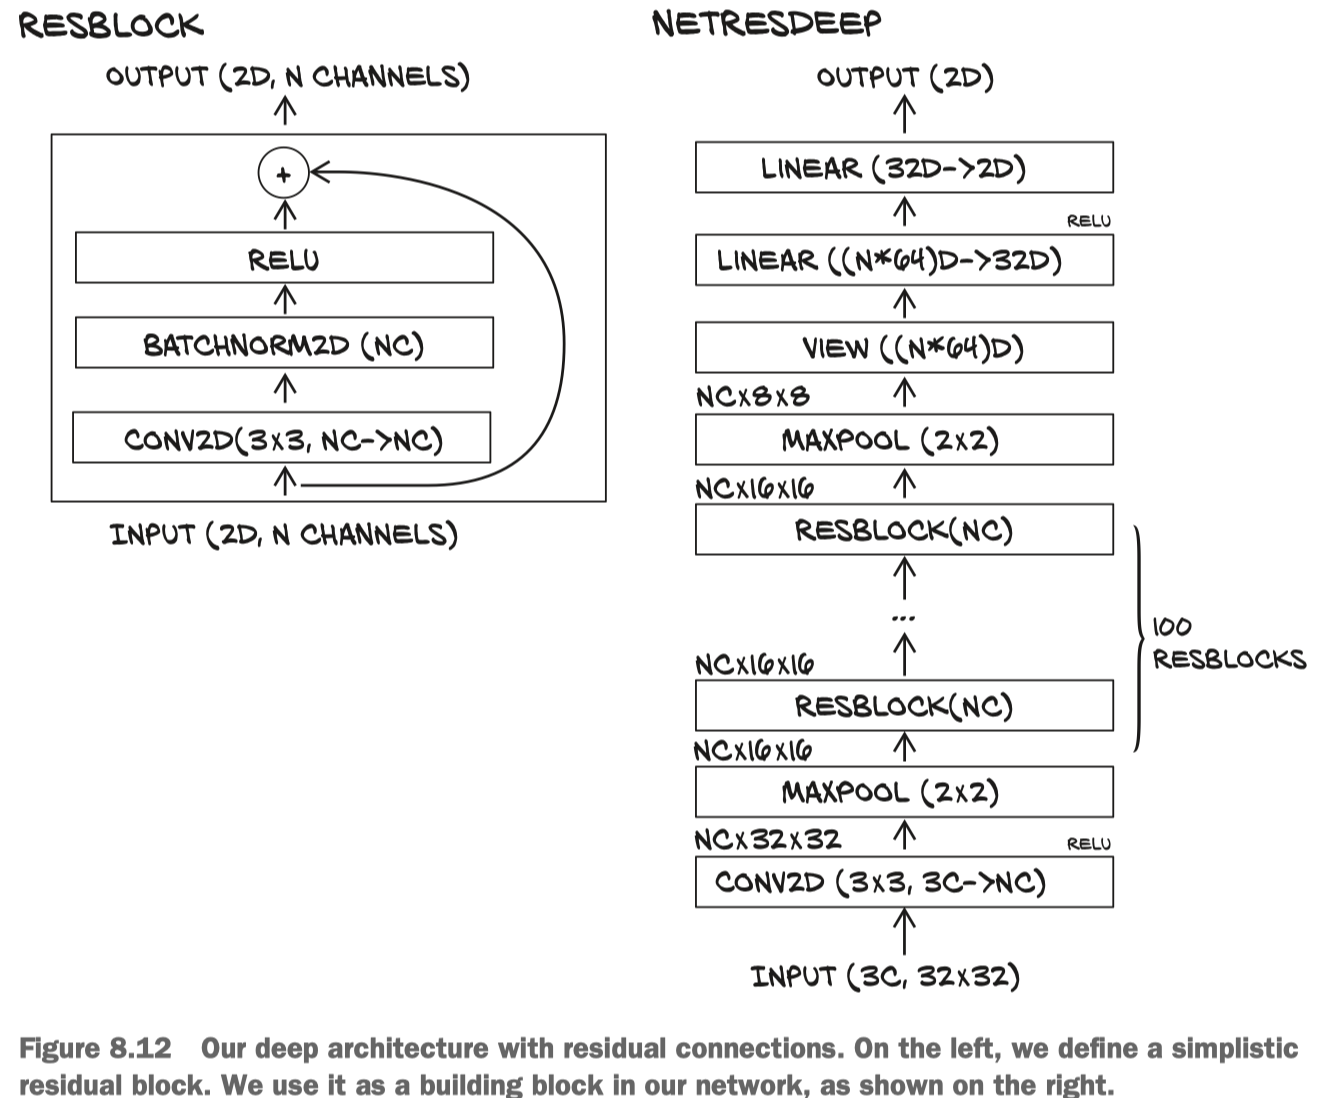 RESBLOCK
OUTPUT (2D, N CHANNELS)
+
RELU
BATCHNORM2D (NC)
CONV2D(3X3, NC->NC)
INPUT (2D, N CHANNELS)
NETRESDEEP
OUTPUT (2D)
LINEAR (32D->2D)
RELU
LINEAR ((N*64)D->32D)
VIEW ((N*64)D)
NCX8X8
MAXPOOL (2X2)
NCX16X16
RESBLOCK(NC)
...
NCX16X16
RESBLOCK(NC)
100
RESBLOCKS
NCX16X16
MAXPOOL (2X2)
NCX32X32
RELU
CONV2D (3X3, 3C->NC)
INPUT (3C, 32X32)
Figure 8.12 Our deep architecture with residual connections. On the left, we define a simplistic
residual block. We use it as a building block in our network, as shown on the right.